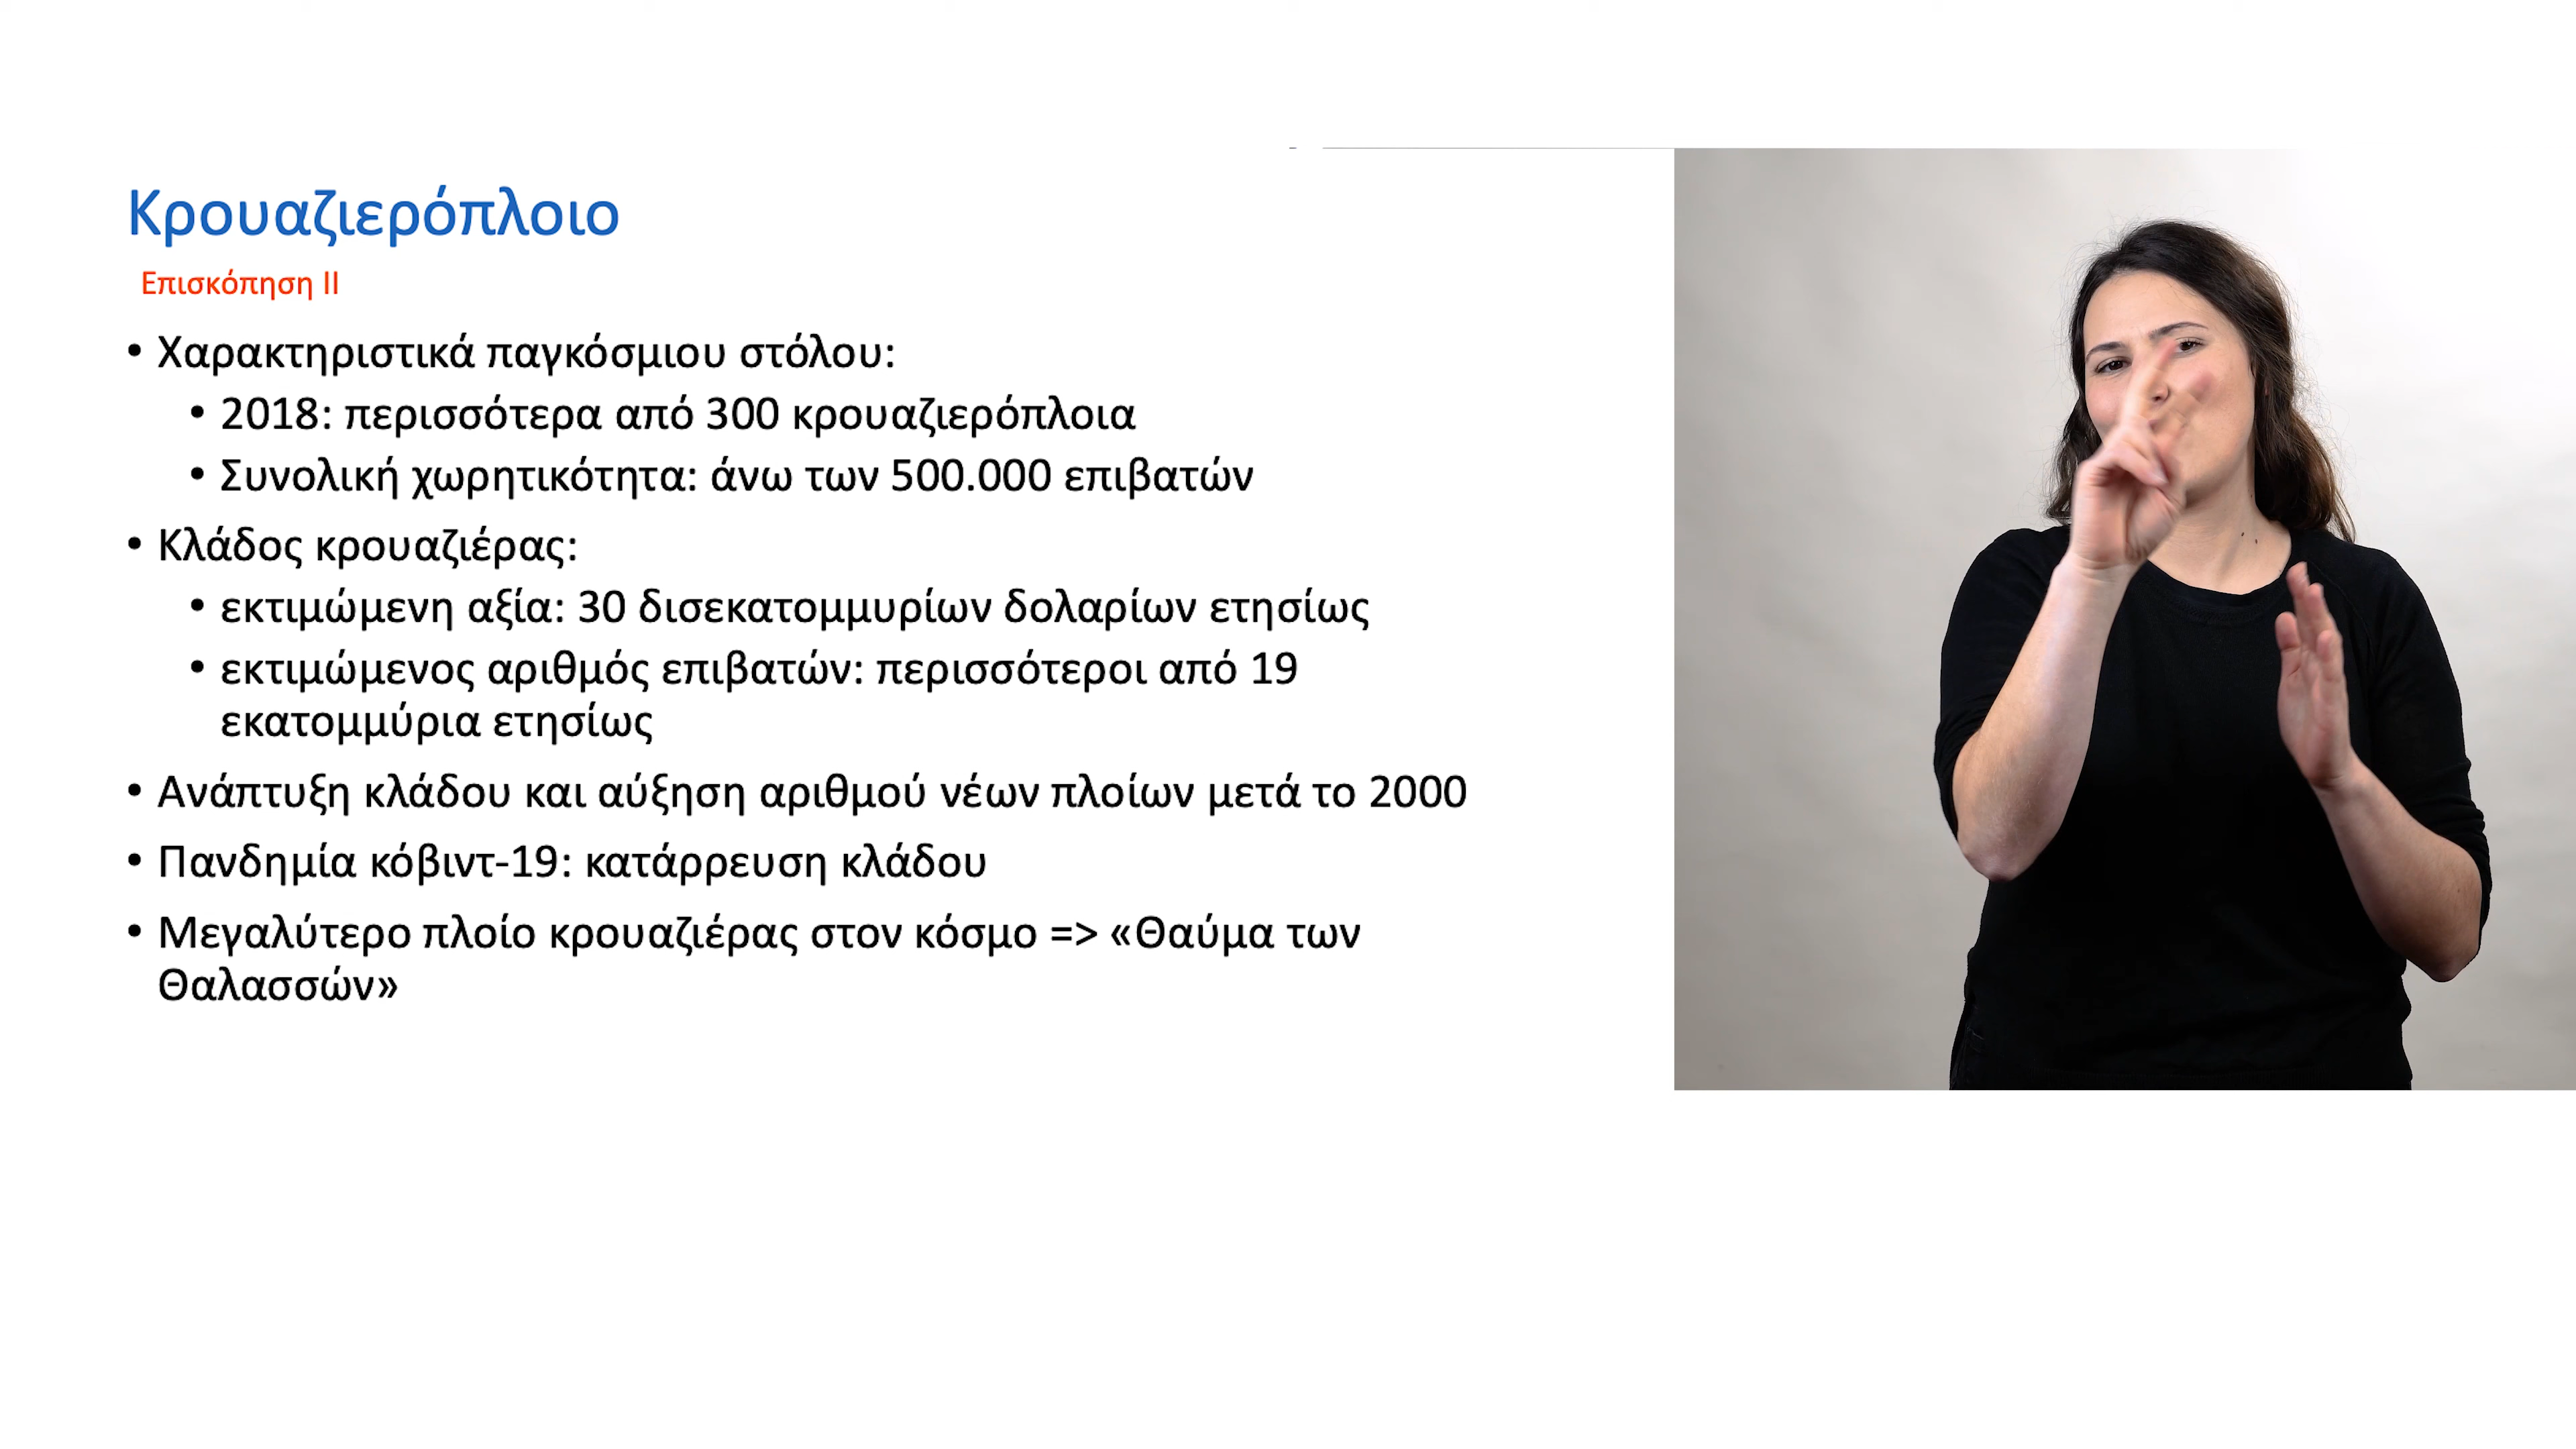 Κρουαζιερόπλοιο
Επισκόπηση ΙΙ
• Χαρακτηριστικά παγκόσμιου στόλου:
• 2018: περισσότερα από 300 κρουαζιερόπλοια
• Συνολική χωρητικότητα: άνω των 500.000 επιβατών
• Κλάδος κρουαζιέρας:
• εκτιμώμενη αξία: 30 δισεκατομμυρίων δολαρίων ετησίως
• εκτιμώμενος αριθμός επιβατών: περισσότεροι από 19
εκατομμύρια ετησίως
• Ανάπτυξη κλάδου και αύξηση αριθμού νέων πλοίων μετά το 2000
• Πανδημία κόβιντ-19: κατάρρευση κλάδου
• Μεγαλύτερο πλοίο κρουαζιέρας στον κόσμο => «Θαύμα των
Θαλασσών»